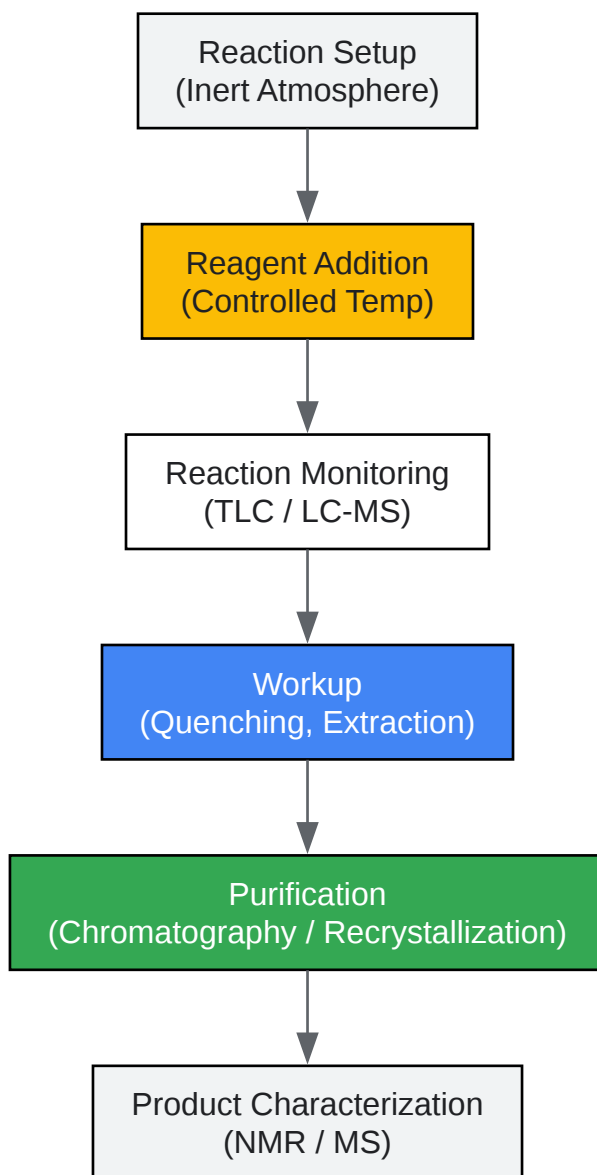 Reaction Setup
(Inert Atmosphere)
Reagent Addition
(Controlled Temp)
Reaction Monitoring
(TLC / LC-MS)
Workup
(Quenching, Extraction)
Purification
(Chromatography / Recrystallization)
Product Characterization
(NMR / MS)